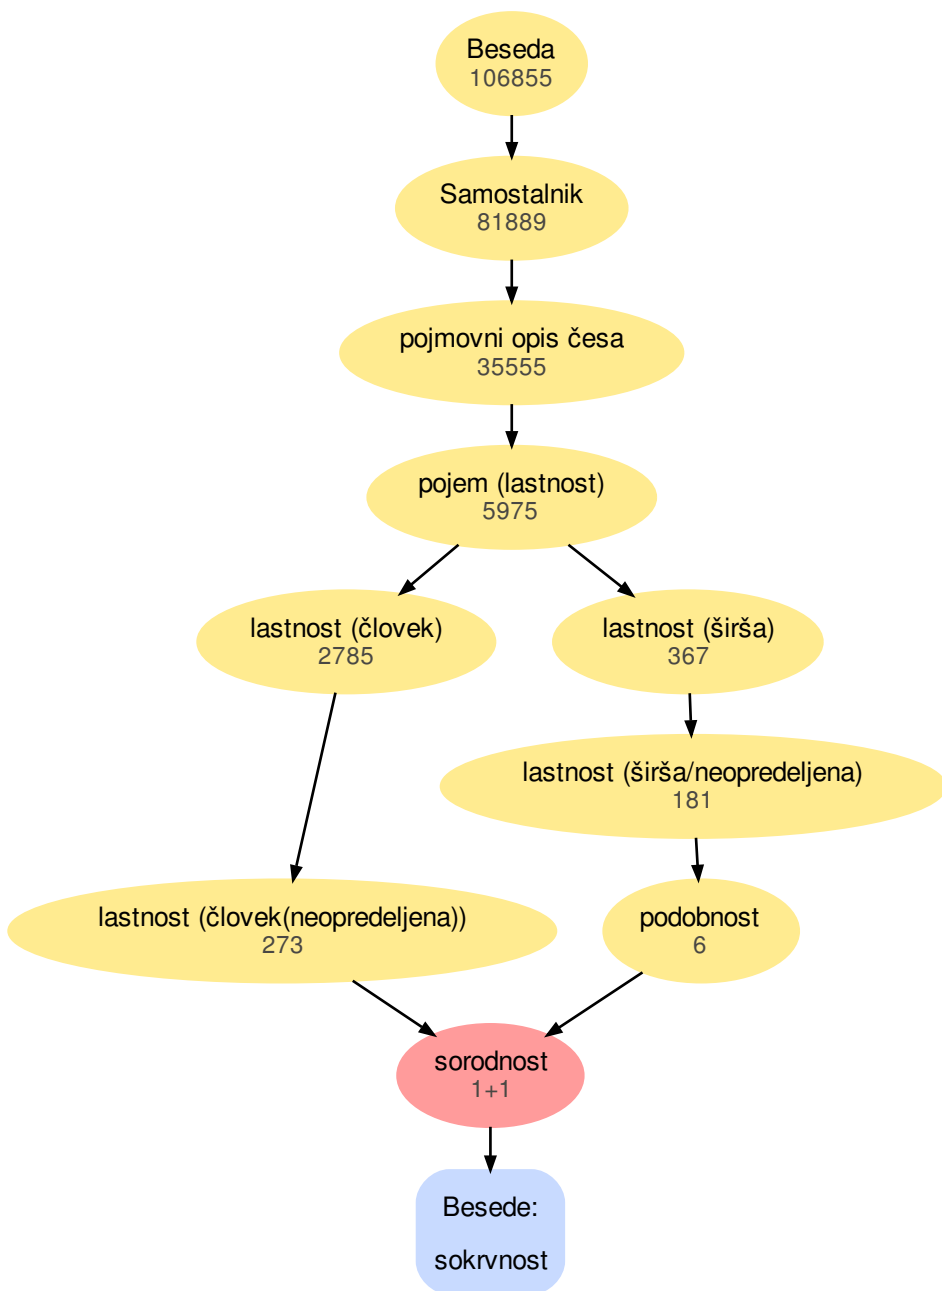 Beseda
106855
Samostalnik
81889
pojmovni opis česa
35555
pojem (lastnost)
5975
lastnost (človek)
2785
lastnost (širša)
367
lastnost (širša/neopredeljena)
181
lastnost (človek(neopredeljena))
273
podobnost
6
sorodnost
1+1
Besede:
sokrvnost